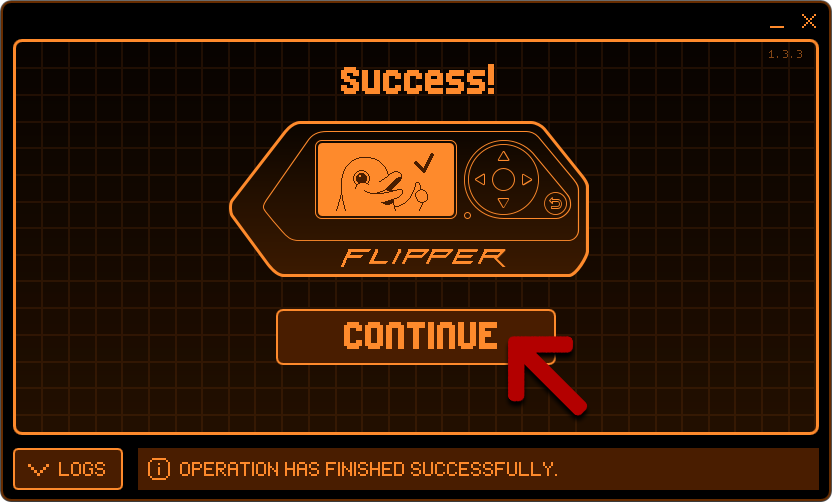 1.3.3
Success!
FLIPPER
CONTINUE
LOGS
OPERATION HAS FINISHED SUCCESSFULLY.